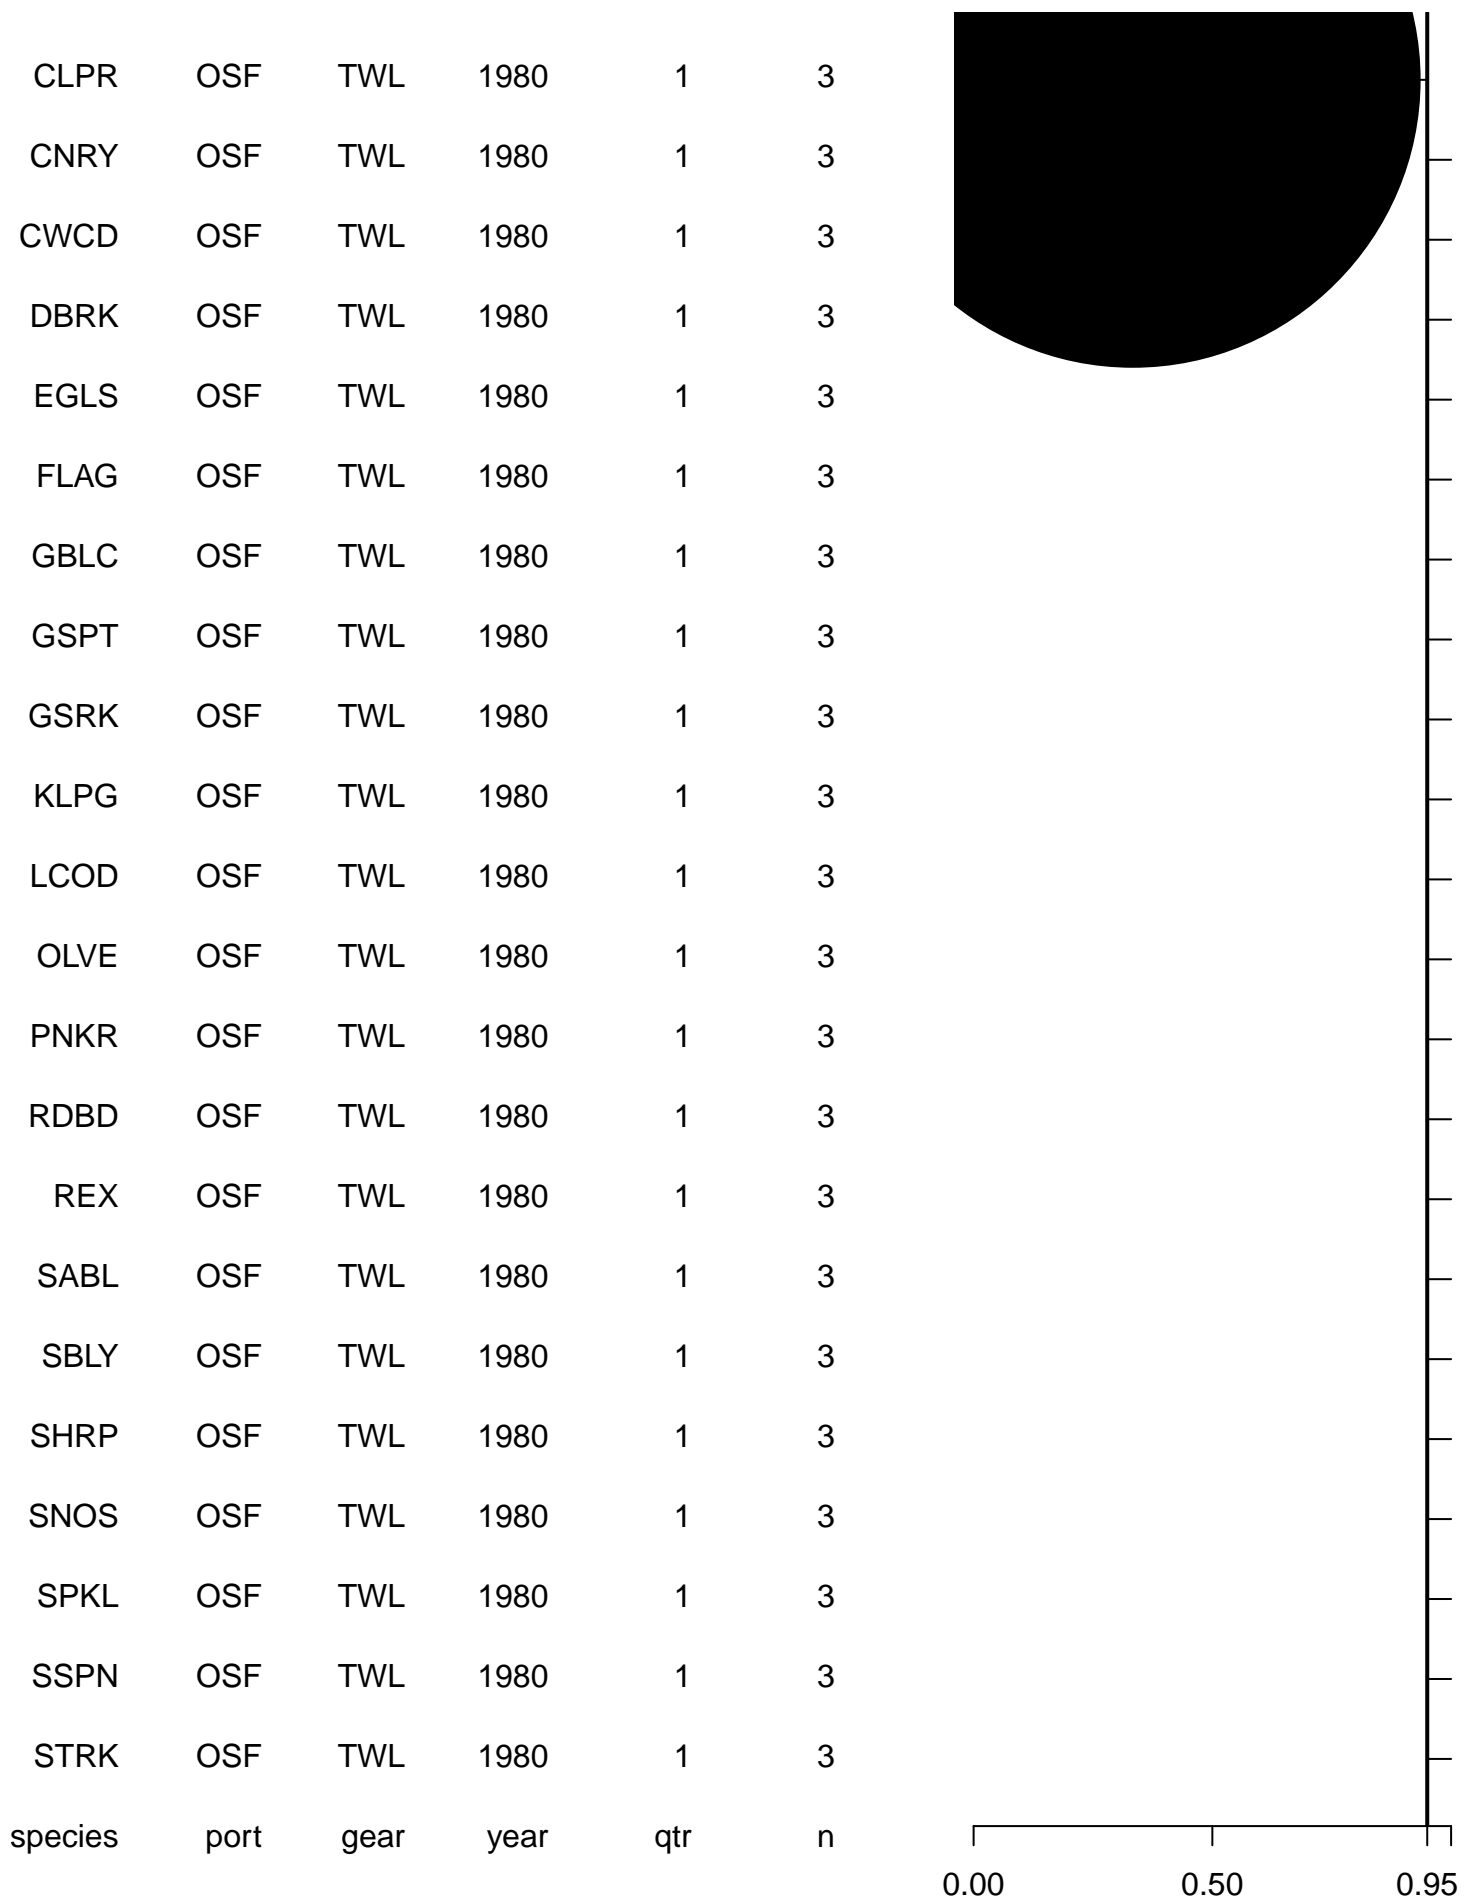 CLPR OSF TWL 1980 1 3
CNRY OSF TWL 1980 1 3
CWCD OSF TWL 1980 1 3
DBRK OSF TWL 1980 1 3
EGLS OSF TWL 1980 1 3
FLAG OSF TWL 1980 1 3
GBLC OSF TWL 1980 1 3
GSPT OSF TWL 1980 1 3
GSRK OSF TWL 1980 1 3
KLPG OSF TWL 1980 1 3
LCOD OSF TWL 1980 1 3
OLVE OSF TWL 1980 1 3
PNKR OSF TWL 1980 1 3
RDBD OSF TWL 1980 1 3
REX OSF TWL 1980 1 3
SABL OSF TWL 1980 1 3
SBLY OSF TWL 1980 1 3
SHRP OSF TWL 1980 1 3
SNOS OSF TWL 1980 1 3
SPKL OSF TWL 1980 1 3
SSPN OSF TWL 1980 1 3
STRK OSF TWL 1980 1 3
species port gear year qtr n
0.00 0.50 0.95